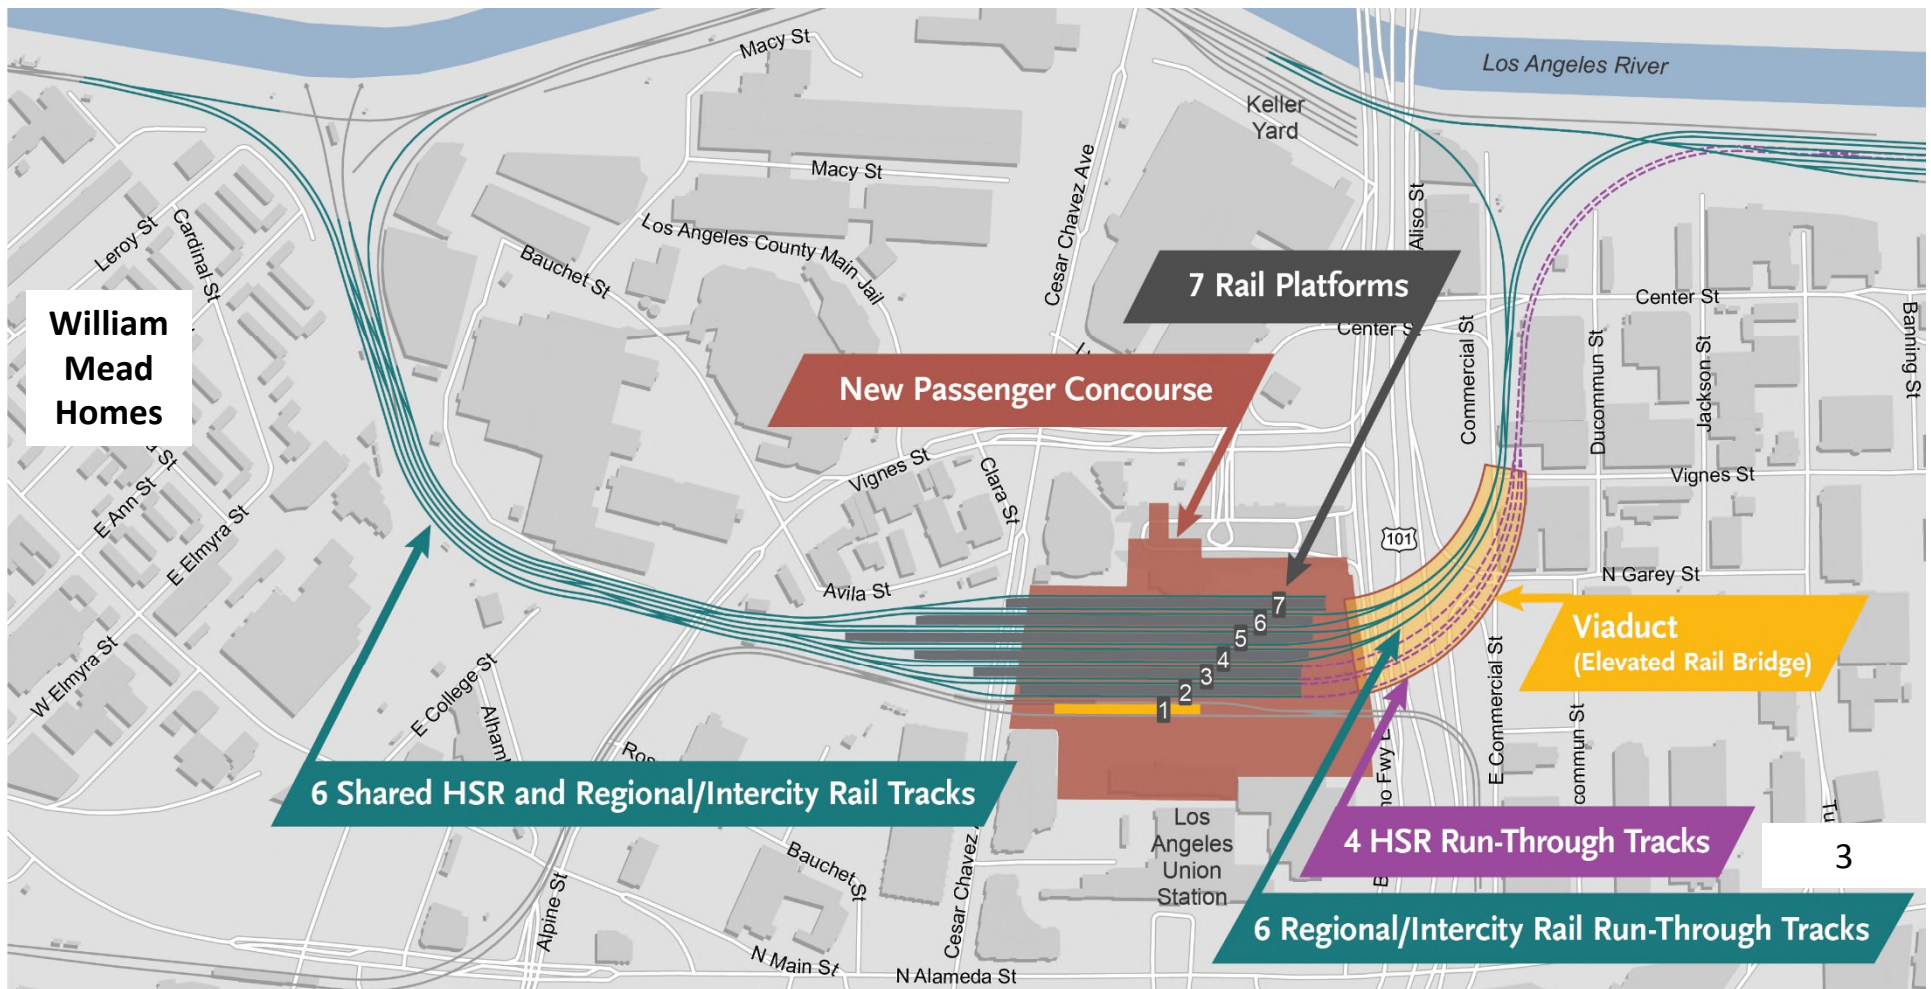 Macy St
Los Angeles River
Keller
Yard
Macy St
Leroy St
Cardinal St
Los Angeles County Main Jail
Bauchet St
Cesar Chavez Ave
Aliso St
7 Rail Platforms
Center St
Center St
Commercial St
Ducommun St
Jackson St
Banning St
William
Mead
Homes
New Passenger Concourse
Vignes St
Clara St
Vignes St
E Ann St
E Elmyra St
101
Avila St
N Garey St
7
6
5
4
3
2
1
Viaduct
(Elevated Rail Bridge)
W Elmyra St
E College St
E Commercial St
6 Shared HSR and Regional/Intercity Rail Tracks
Los
Angeles
Union
Station
4 HSR Run-Through Tracks
3
Bauchet St
Alpine St
Cesar Chavez
6 Regional/Intercity Rail Run-Through Tracks
N Main St
N Alameda St